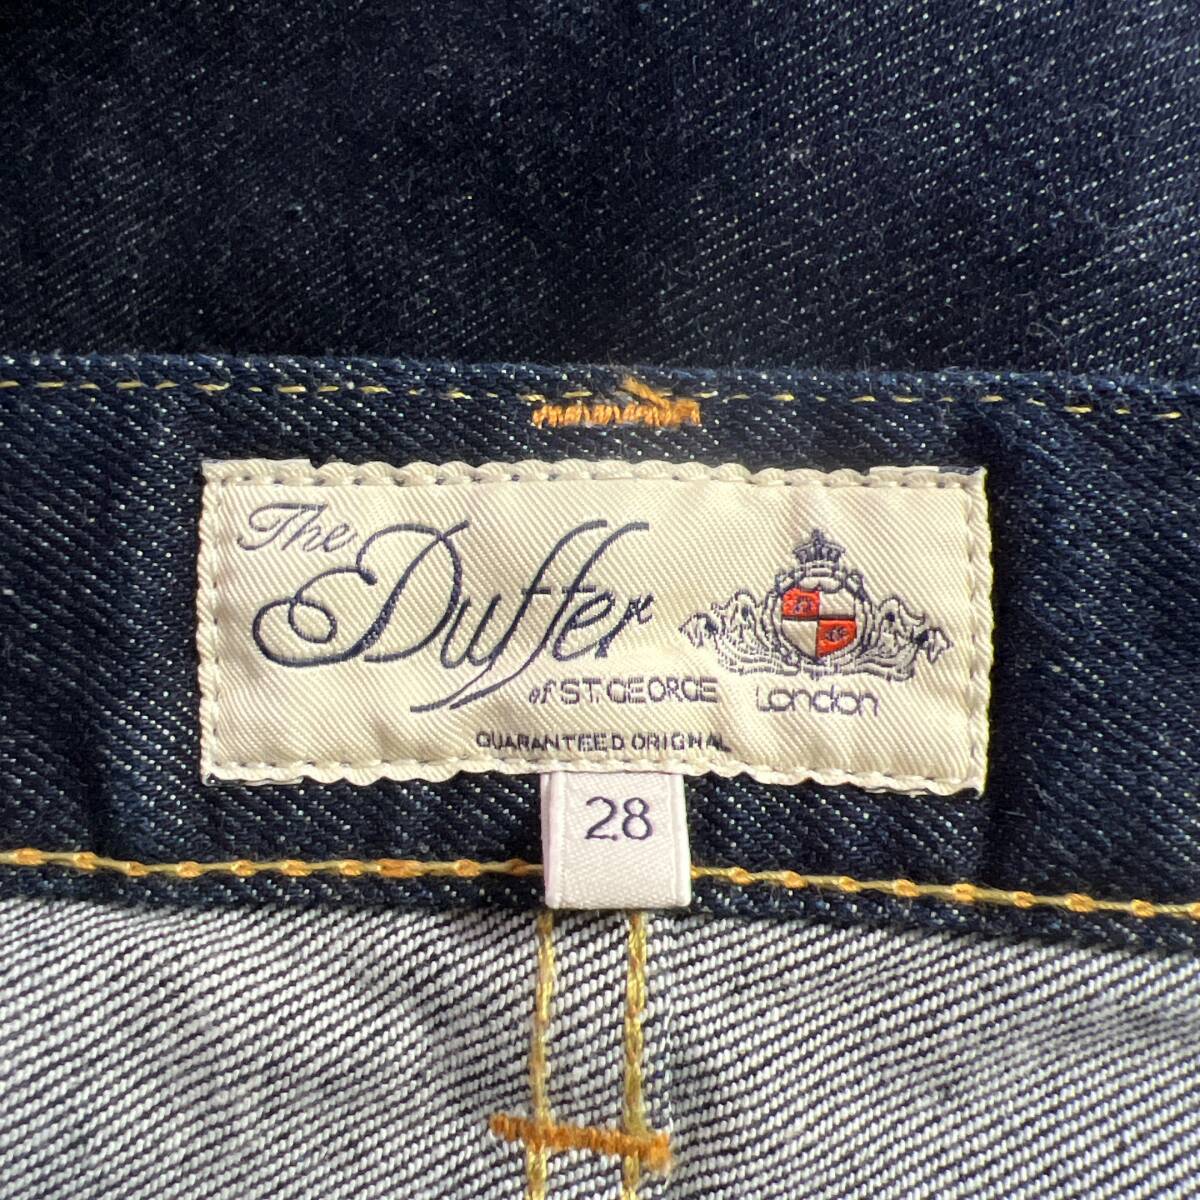 The Duffer
of ST. GEORGE
London
GUARANTEED ORIGINAL
28